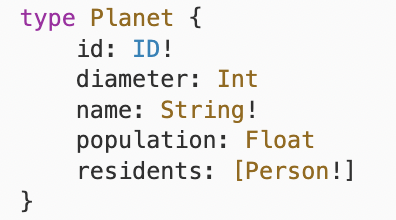 type Planet {
    id: ID!
    diameter: Int
    name: String!
    population: Float
    residents: [Person!]
}